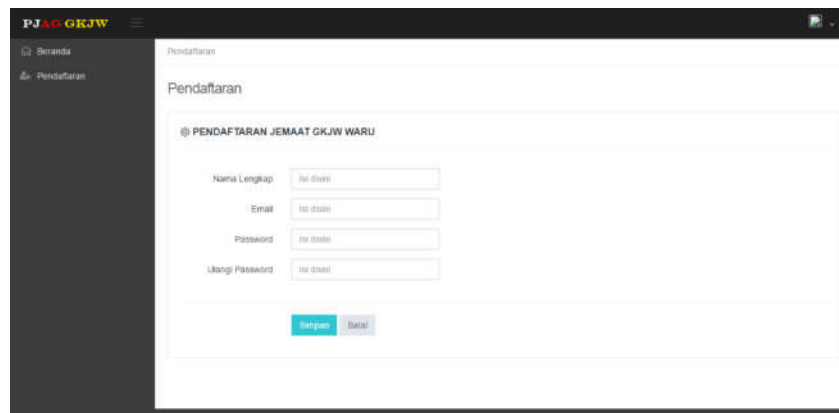 PJAG GKJW
Beranda
Pendaftaran
Pendaftaran
Pendaftaran
PENDAFTARAN JEMAAT GKJW WARU
Nama Lengkap
Isi disini
Email
Isi disini
Password
Isi disini
Ulangi Password
Isi disini
Simpan
Batal